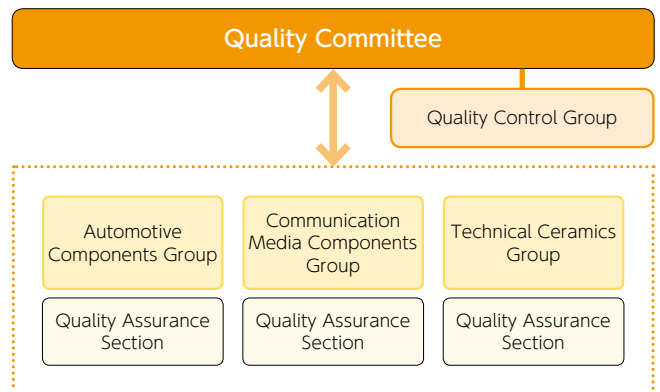 Quality Committee
Quality Control Group
Automotive
Components Group
Communication
Media Components
Group
Technical Ceramics
Group
Quality Assurance
Section
Quality Assurance
Section
Quality Assurance
Section